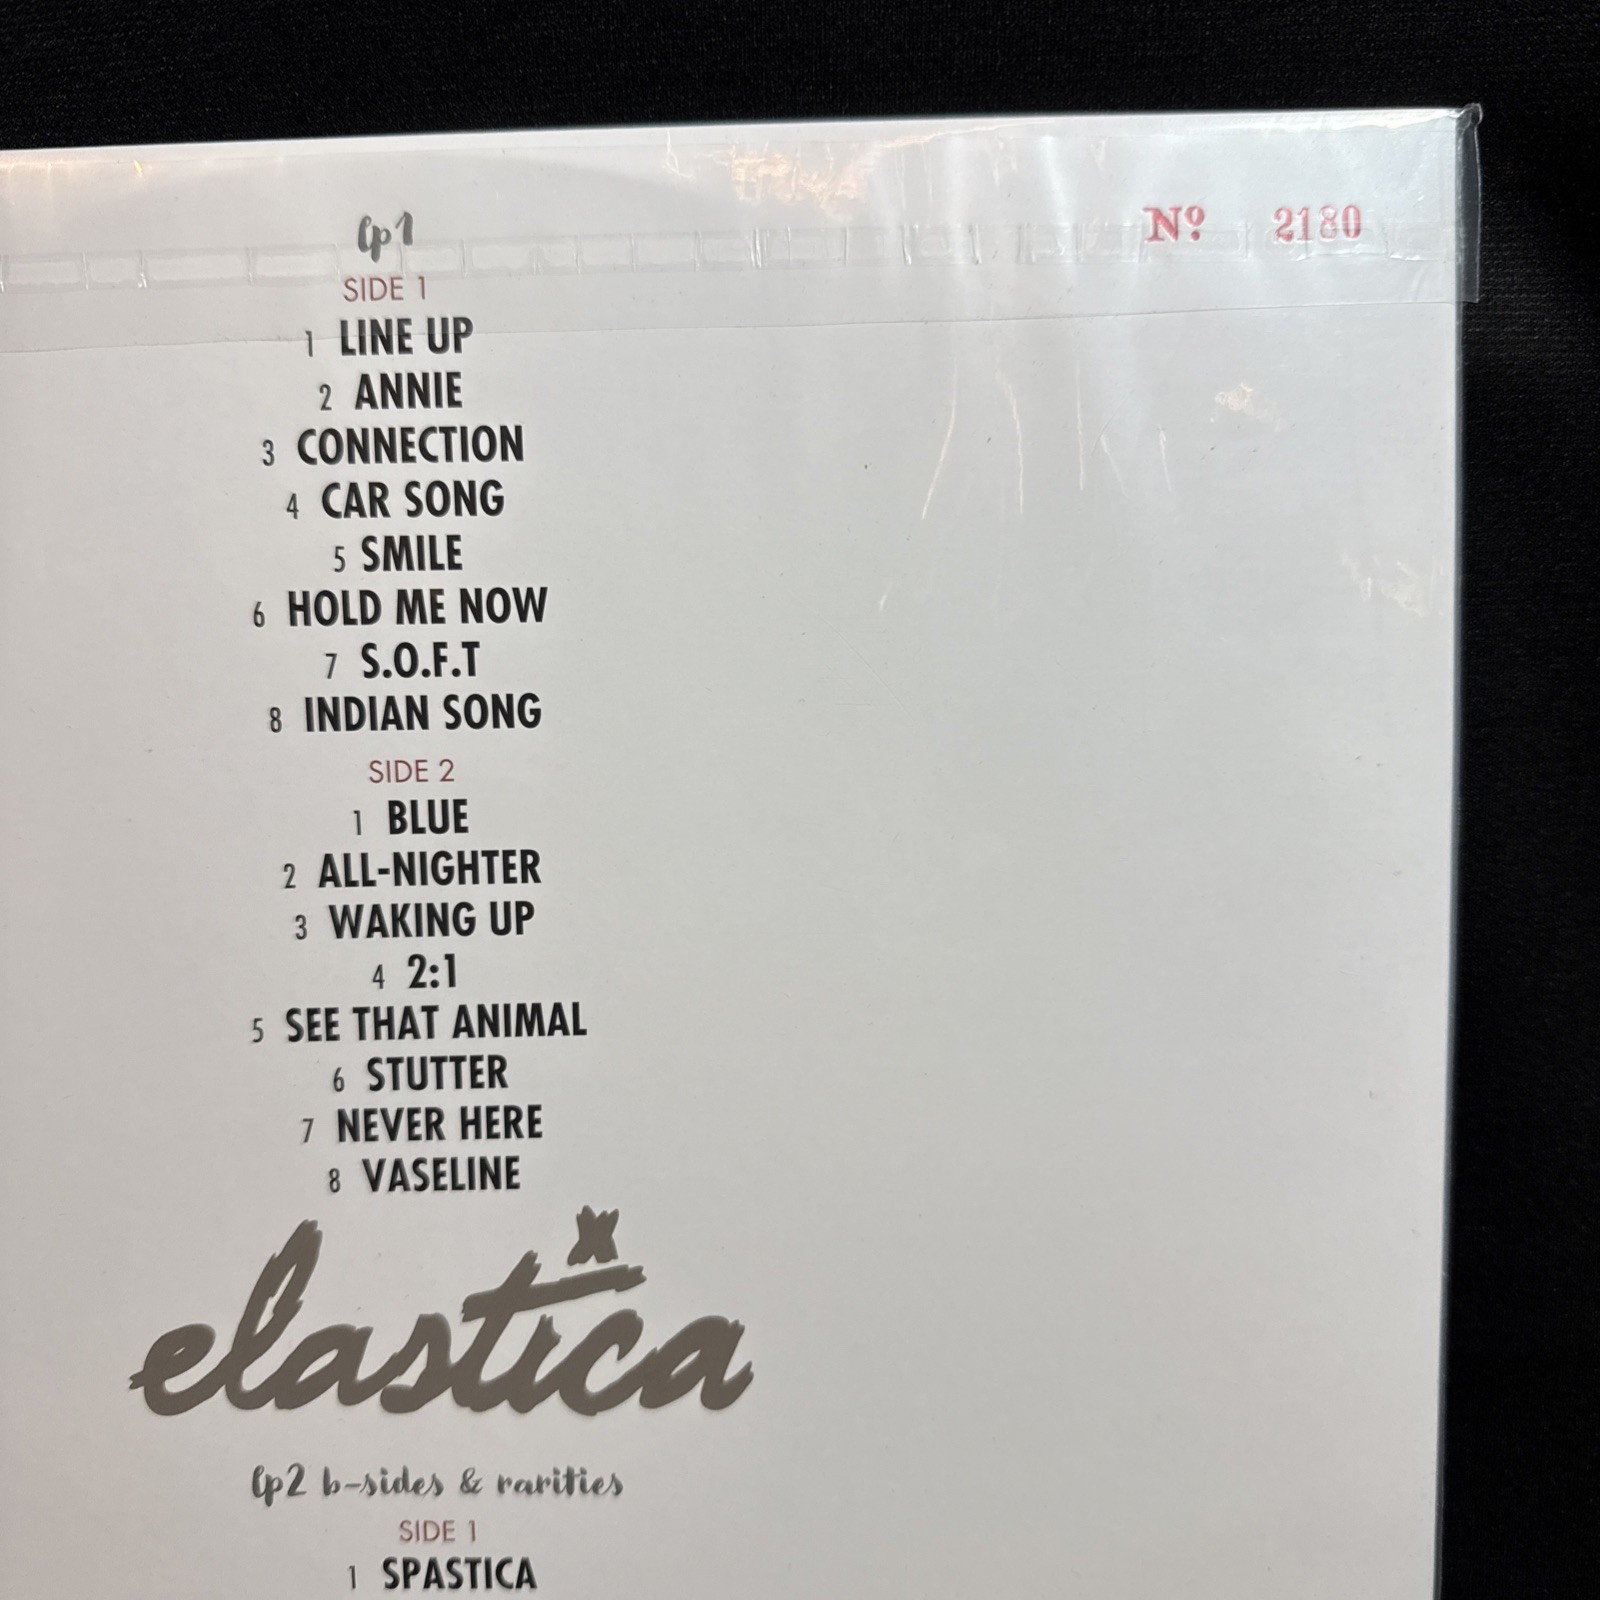 Lp1
Nº 2180
SIDE 1
1 LINE UP
2 ANNIE
3 CONNECTION
4 CAR SONG
5 SMILE
6 HOLD ME NOW
7 S.O.F.T
8 INDIAN SONG
SIDE 2
1 BLUE
2 ALL-NIGHTER
3 WAKING UP
4 2:1
5 SEE THAT ANIMAL
6 STUTTER
7 NEVER HERE
8 VASELINE
elastica
Lp2 b-sides & rarities
SIDE 1
1 SPASTICA